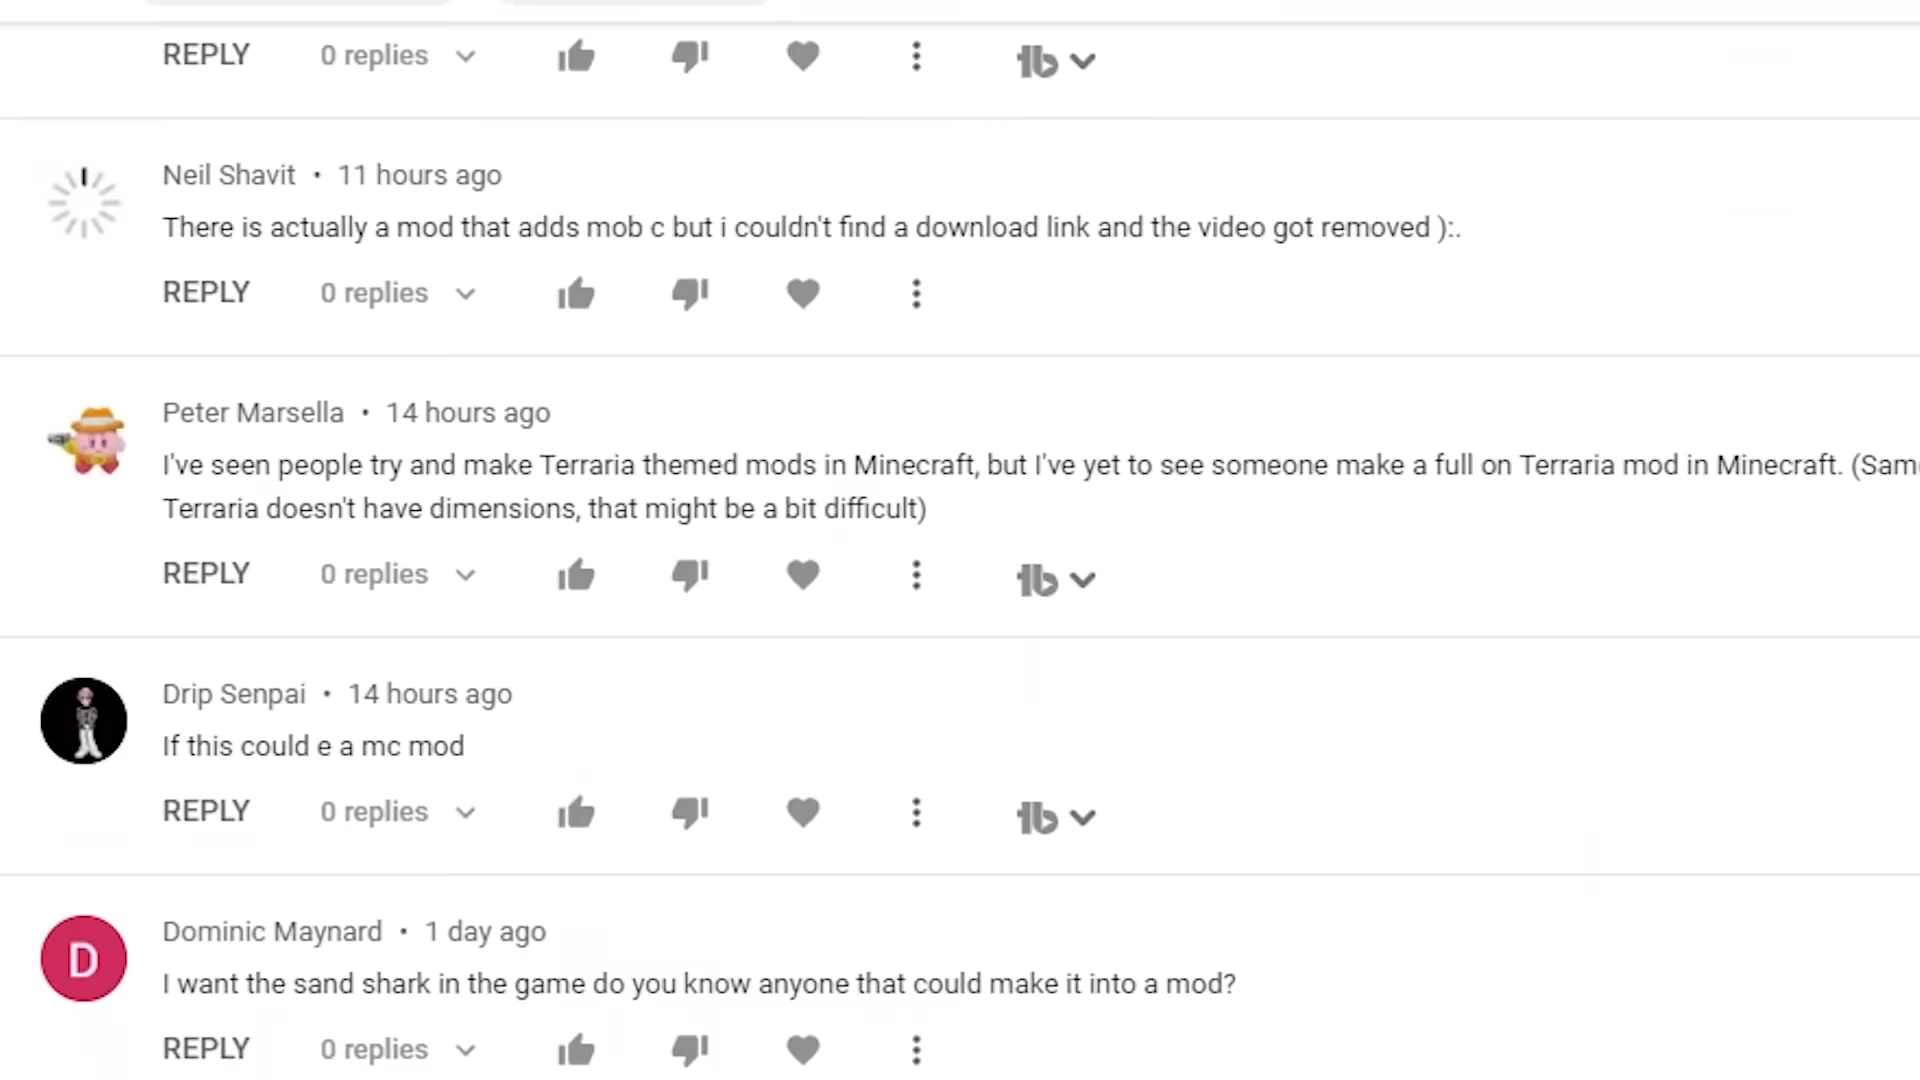 REPLY 0 replies
Neil Shavit • 11 hours ago
There is actually a mod that adds mob c but i couldn't find a download link and the video got removed ):.
REPLY 0 replies
Peter Marsella • 14 hours ago
I've seen people try and make Terraria themed mods in Minecraft, but I've yet to see someone make a full on Terraria mod in Minecraft. (Sam
Terraria doesn't have dimensions, that might be a bit difficult)
REPLY 0 replies
Drip Senpai • 14 hours ago
If this could e a mc mod
REPLY 0 replies
D
Dominic Maynard • 1 day ago
I want the sand shark in the game do you know anyone that could make it into a mod?
REPLY 0 replies